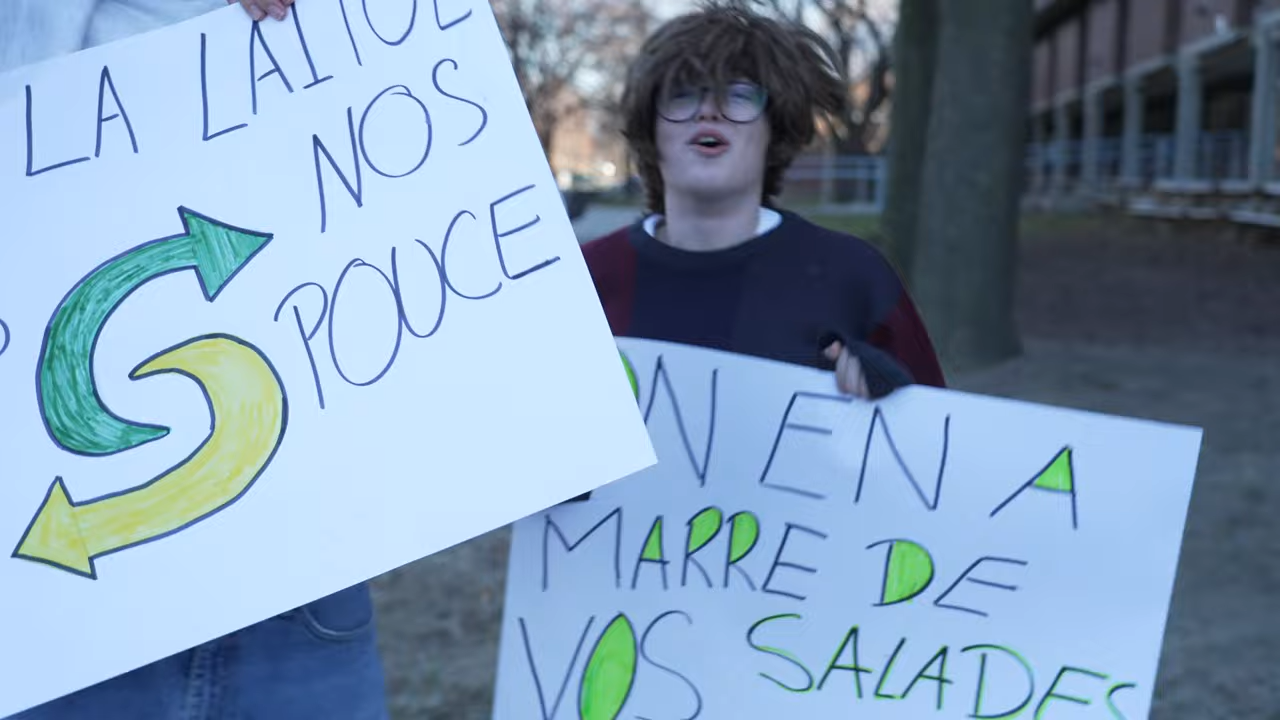 LA LAITUE
NOS
POUCE
ON EN A
MARRE DE
VOS SALADES